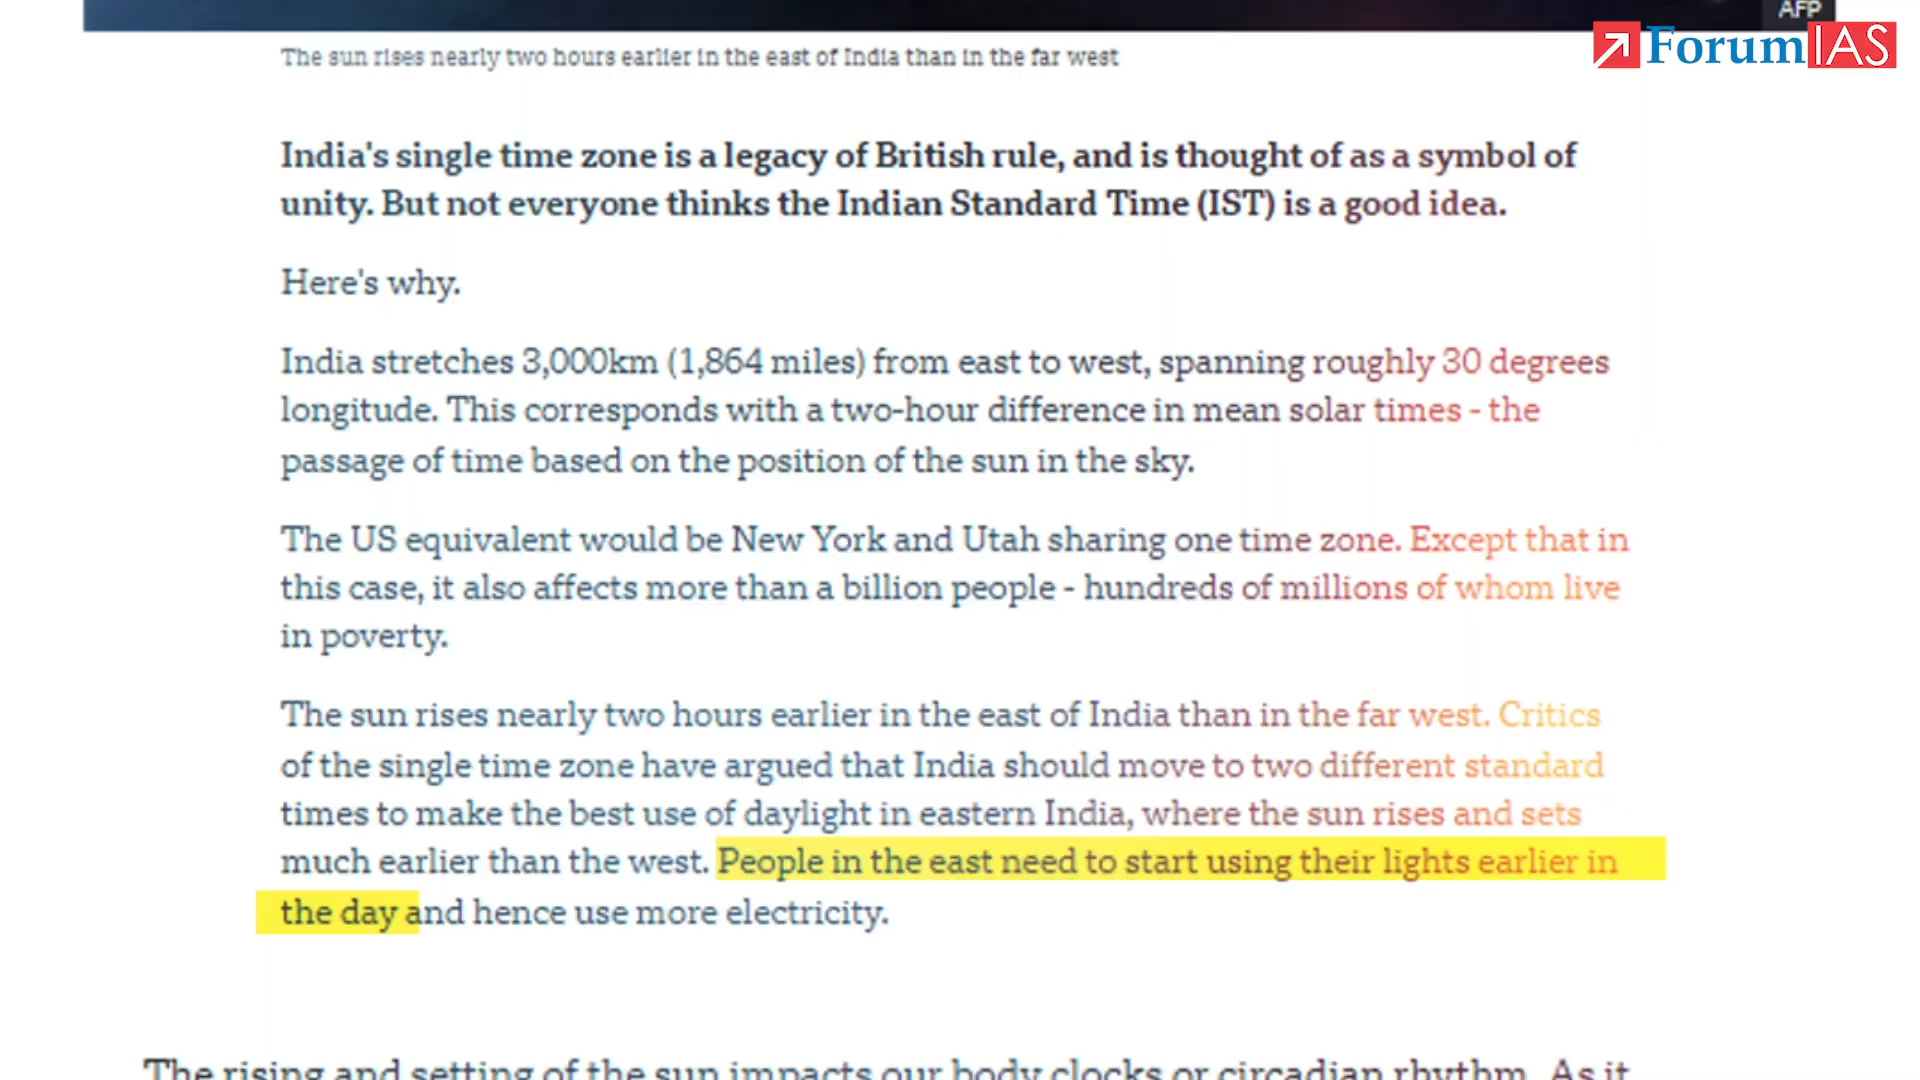 AFP
ForumIAS
The sun rises nearly two hours earlier in the east of India than in the far west
India's single time zone is a legacy of British rule, and is thought of as a symbol of
unity. But not everyone thinks the Indian Standard Time (IST) is a good idea.
Here's why.
India stretches 3,000km (1,864 miles) from east to west, spanning roughly 30 degrees
longitude. This corresponds with a two-hour difference in mean solar times - the
passage of time based on the position of the sun in the sky.
The US equivalent would be New York and Utah sharing one time zone. Except that in
this case, it also affects more than a billion people - hundreds of millions of whom live
in poverty.
The sun rises nearly two hours earlier in the east of India than in the far west. Critics
of the single time zone have argued that India should move to two different standard
times to make the best use of daylight in eastern India, where the sun rises and sets
much earlier than the west. People in the east need to start using their lights earlier in
the day and hence use more electricity.
The rising and setting of the sun impacts our body clocks or circadian rhythm. As it